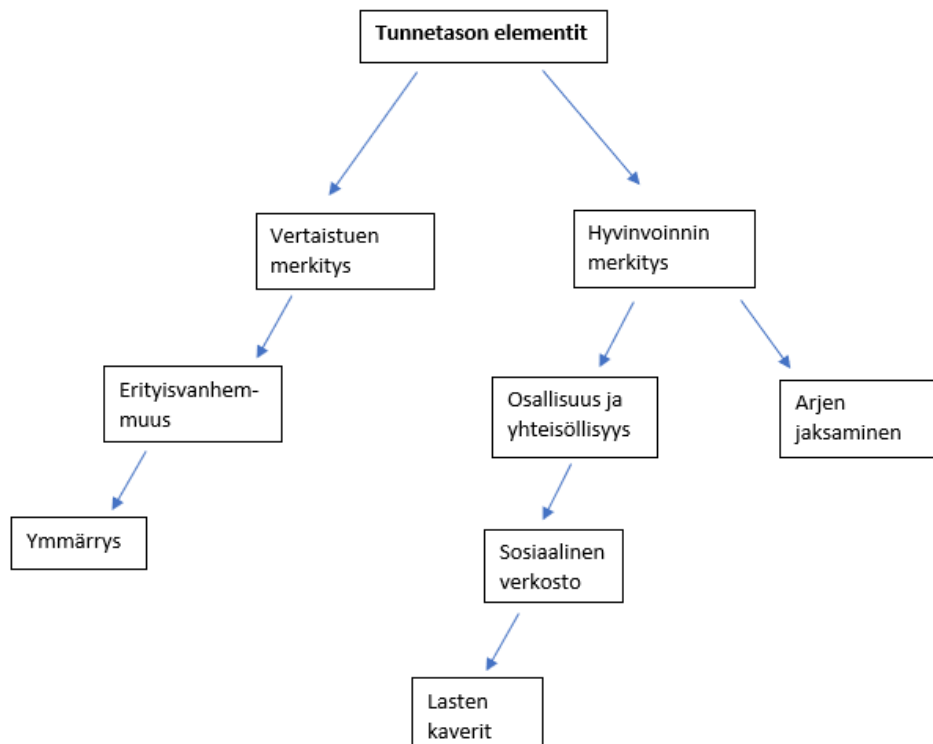 Tunnetason elementit
Vertaistuen
merkitys
Hyvinvoinnin
merkitys
Erityisvanhem-
muus
Osallisuus ja
yhteisöllisyys
Arjen
jaksaminen
Ymmärrys
Sosiaalinen
verkosto
Lasten
kaverit